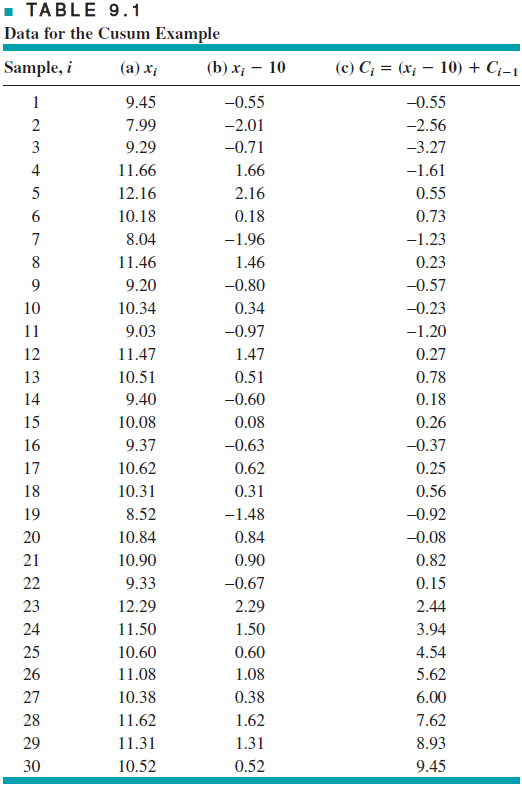 ■ TABLE 9.1
Data for the Cusum Example
Sample, i (a) xᵢ (b) xᵢ − 10 (c) Cᵢ = (xᵢ − 10) + Cᵢ₋₁
1 9.45 −0.55 −0.55
2 7.99 −2.01 −2.56
3 9.29 −0.71 −3.27
4 11.66 1.66 −1.61
5 12.16 2.16 0.55
6 10.18 0.18 0.73
7 8.04 −1.96 −1.23
8 11.46 1.46 0.23
9 9.20 −0.80 −0.57
10 10.34 0.34 −0.23
11 9.03 −0.97 −1.20
12 11.47 1.47 0.27
13 10.51 0.51 0.78
14 9.40 −0.60 0.18
15 10.08 0.08 0.26
16 9.37 −0.63 −0.37
17 10.62 0.62 0.25
18 10.31 0.31 0.56
19 8.52 −1.48 −0.92
20 10.84 0.84 −0.08
21 10.90 0.90 0.82
22 9.33 −0.67 0.15
23 12.29 2.29 2.44
24 11.50 1.50 3.94
25 10.60 0.60 4.54
26 11.08 1.08 5.62
27 10.38 0.38 6.00
28 11.62 1.62 7.62
29 11.31 1.31 8.93
30 10.52 0.52 9.45